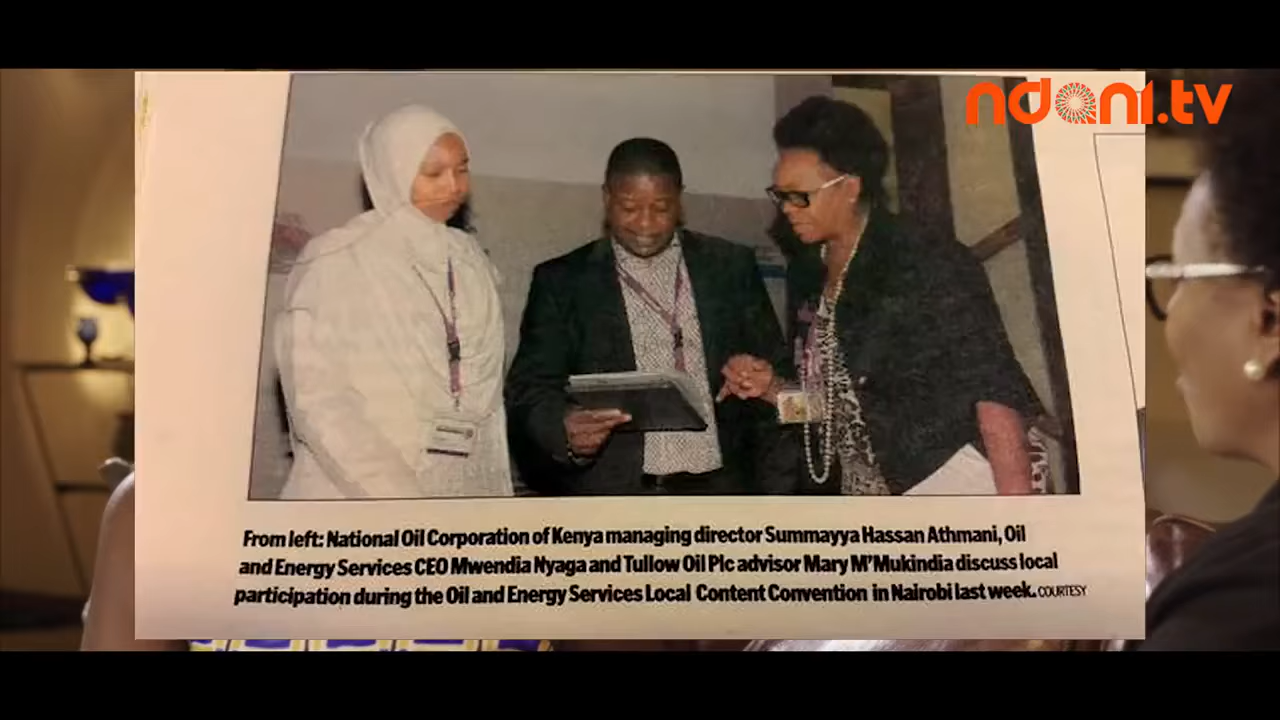 ndani.tv
From left: National Oil Corporation of Kenya managing director Summayya Hassan Athmani, Oil
and Energy Services CEO Mwendia Nyaga and Tullow Oil Plc advisor Mary M'Mukindia discuss local
participation during the Oil and Energy Services Local Content Convention in Nairobi last week. COURTESY